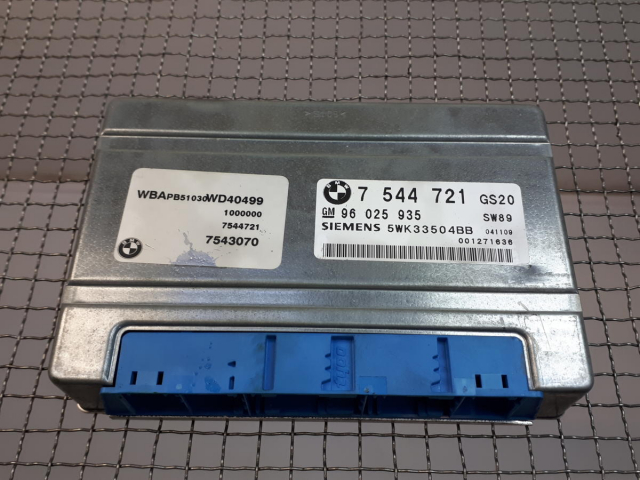 WBAPB51030WD40499
1000000
7544721
7543070
7 544 721 GS20
GM 96 025 935 SW89
SIEMENS 5WK33504BB 041109
001271636